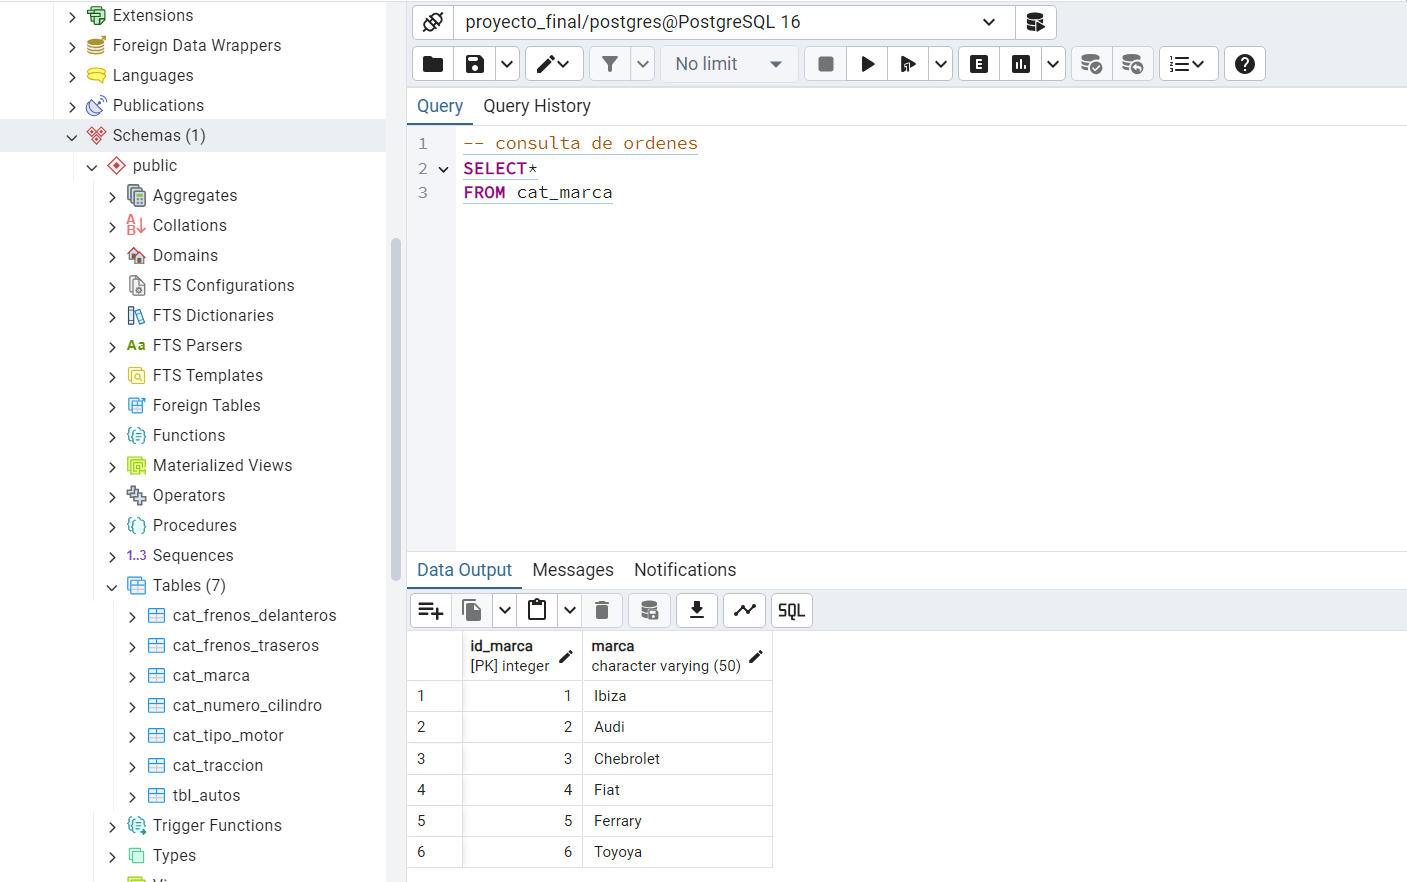 Extensions
Foreign Data Wrappers
Languages
Publications
Schemas (1)
public
Aggregates
Collations
Domains
FTS Configurations
FTS Dictionaries
Aa FTS Parsers
FTS Templates
Foreign Tables
Functions
Materialized Views
Operators
Procedures
1..3 Sequences
Tables (7)
cat_frenos_delanteros
cat_frenos_traseros
cat_marca
cat_numero_cilindro
cat_tipo_motor
cat_traccion
tbl_autos
Trigger Functions
Types
proyecto_final/postgres@PostgreSQL 16
No limit
E
Query Query History
1 -- consulta de ordenes
2 SELECT*
3 FROM cat_marca
Data Output Messages Notifications
SQL
id_marca marca
[PK] integer character varying (50)
1 1 Ibiza
2 2 Audi
3 3 Chebrolet
4 4 Fiat
5 5 Ferrary
6 6 Toyoya